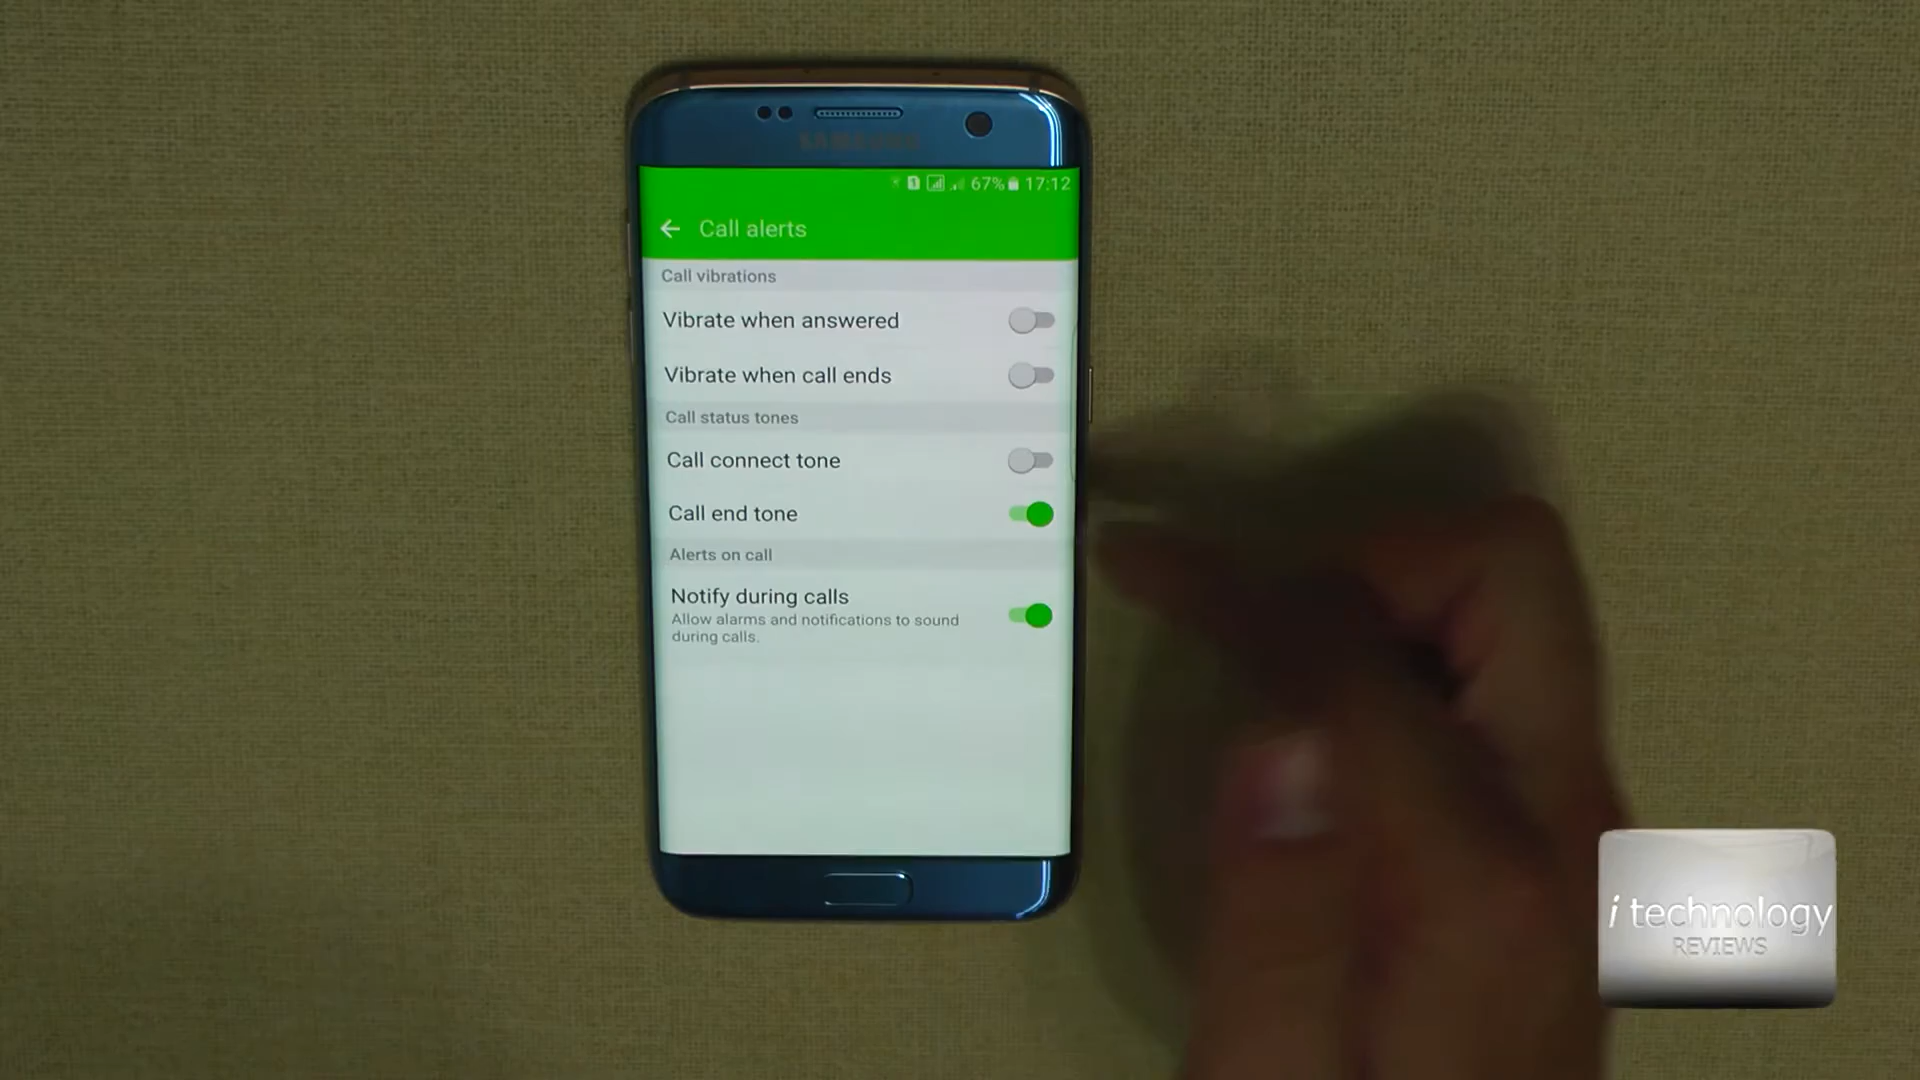 SAMSUNG
67% 17:12
Call alerts
Call vibrations
Vibrate when answered
Vibrate when call ends
Call status tones
Call connect tone
Call end tone
Alerts on call
Notify during calls
Allow alarms and notifications to sound
during calls.
i technology
REVIEWS